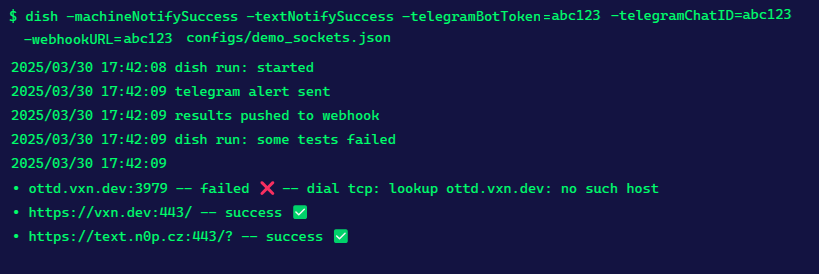 $ dish -machineNotifySuccess -textNotifySuccess -telegramBotToken=abc123 -telegramChatID=abc123
-webhookURL=abc123 configs/demo_sockets.json
2025/03/30 17:42:08 dish run: started
2025/03/30 17:42:09 telegram alert sent
2025/03/30 17:42:09 results pushed to webhook
2025/03/30 17:42:09 dish run: some tests failed
2025/03/30 17:42:09
• ottd.vxn.dev:3979 -- failed ❌ -- dial tcp: lookup ottd.vxn.dev: no such host
• https://vxn.dev:443/ -- success ✅
• https://text.n0p.cz:443/? -- success ✅